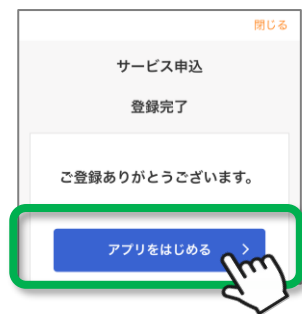 閉じる
サービス申込
登録完了
ご登録ありがとうございます。
アプリをはじめる